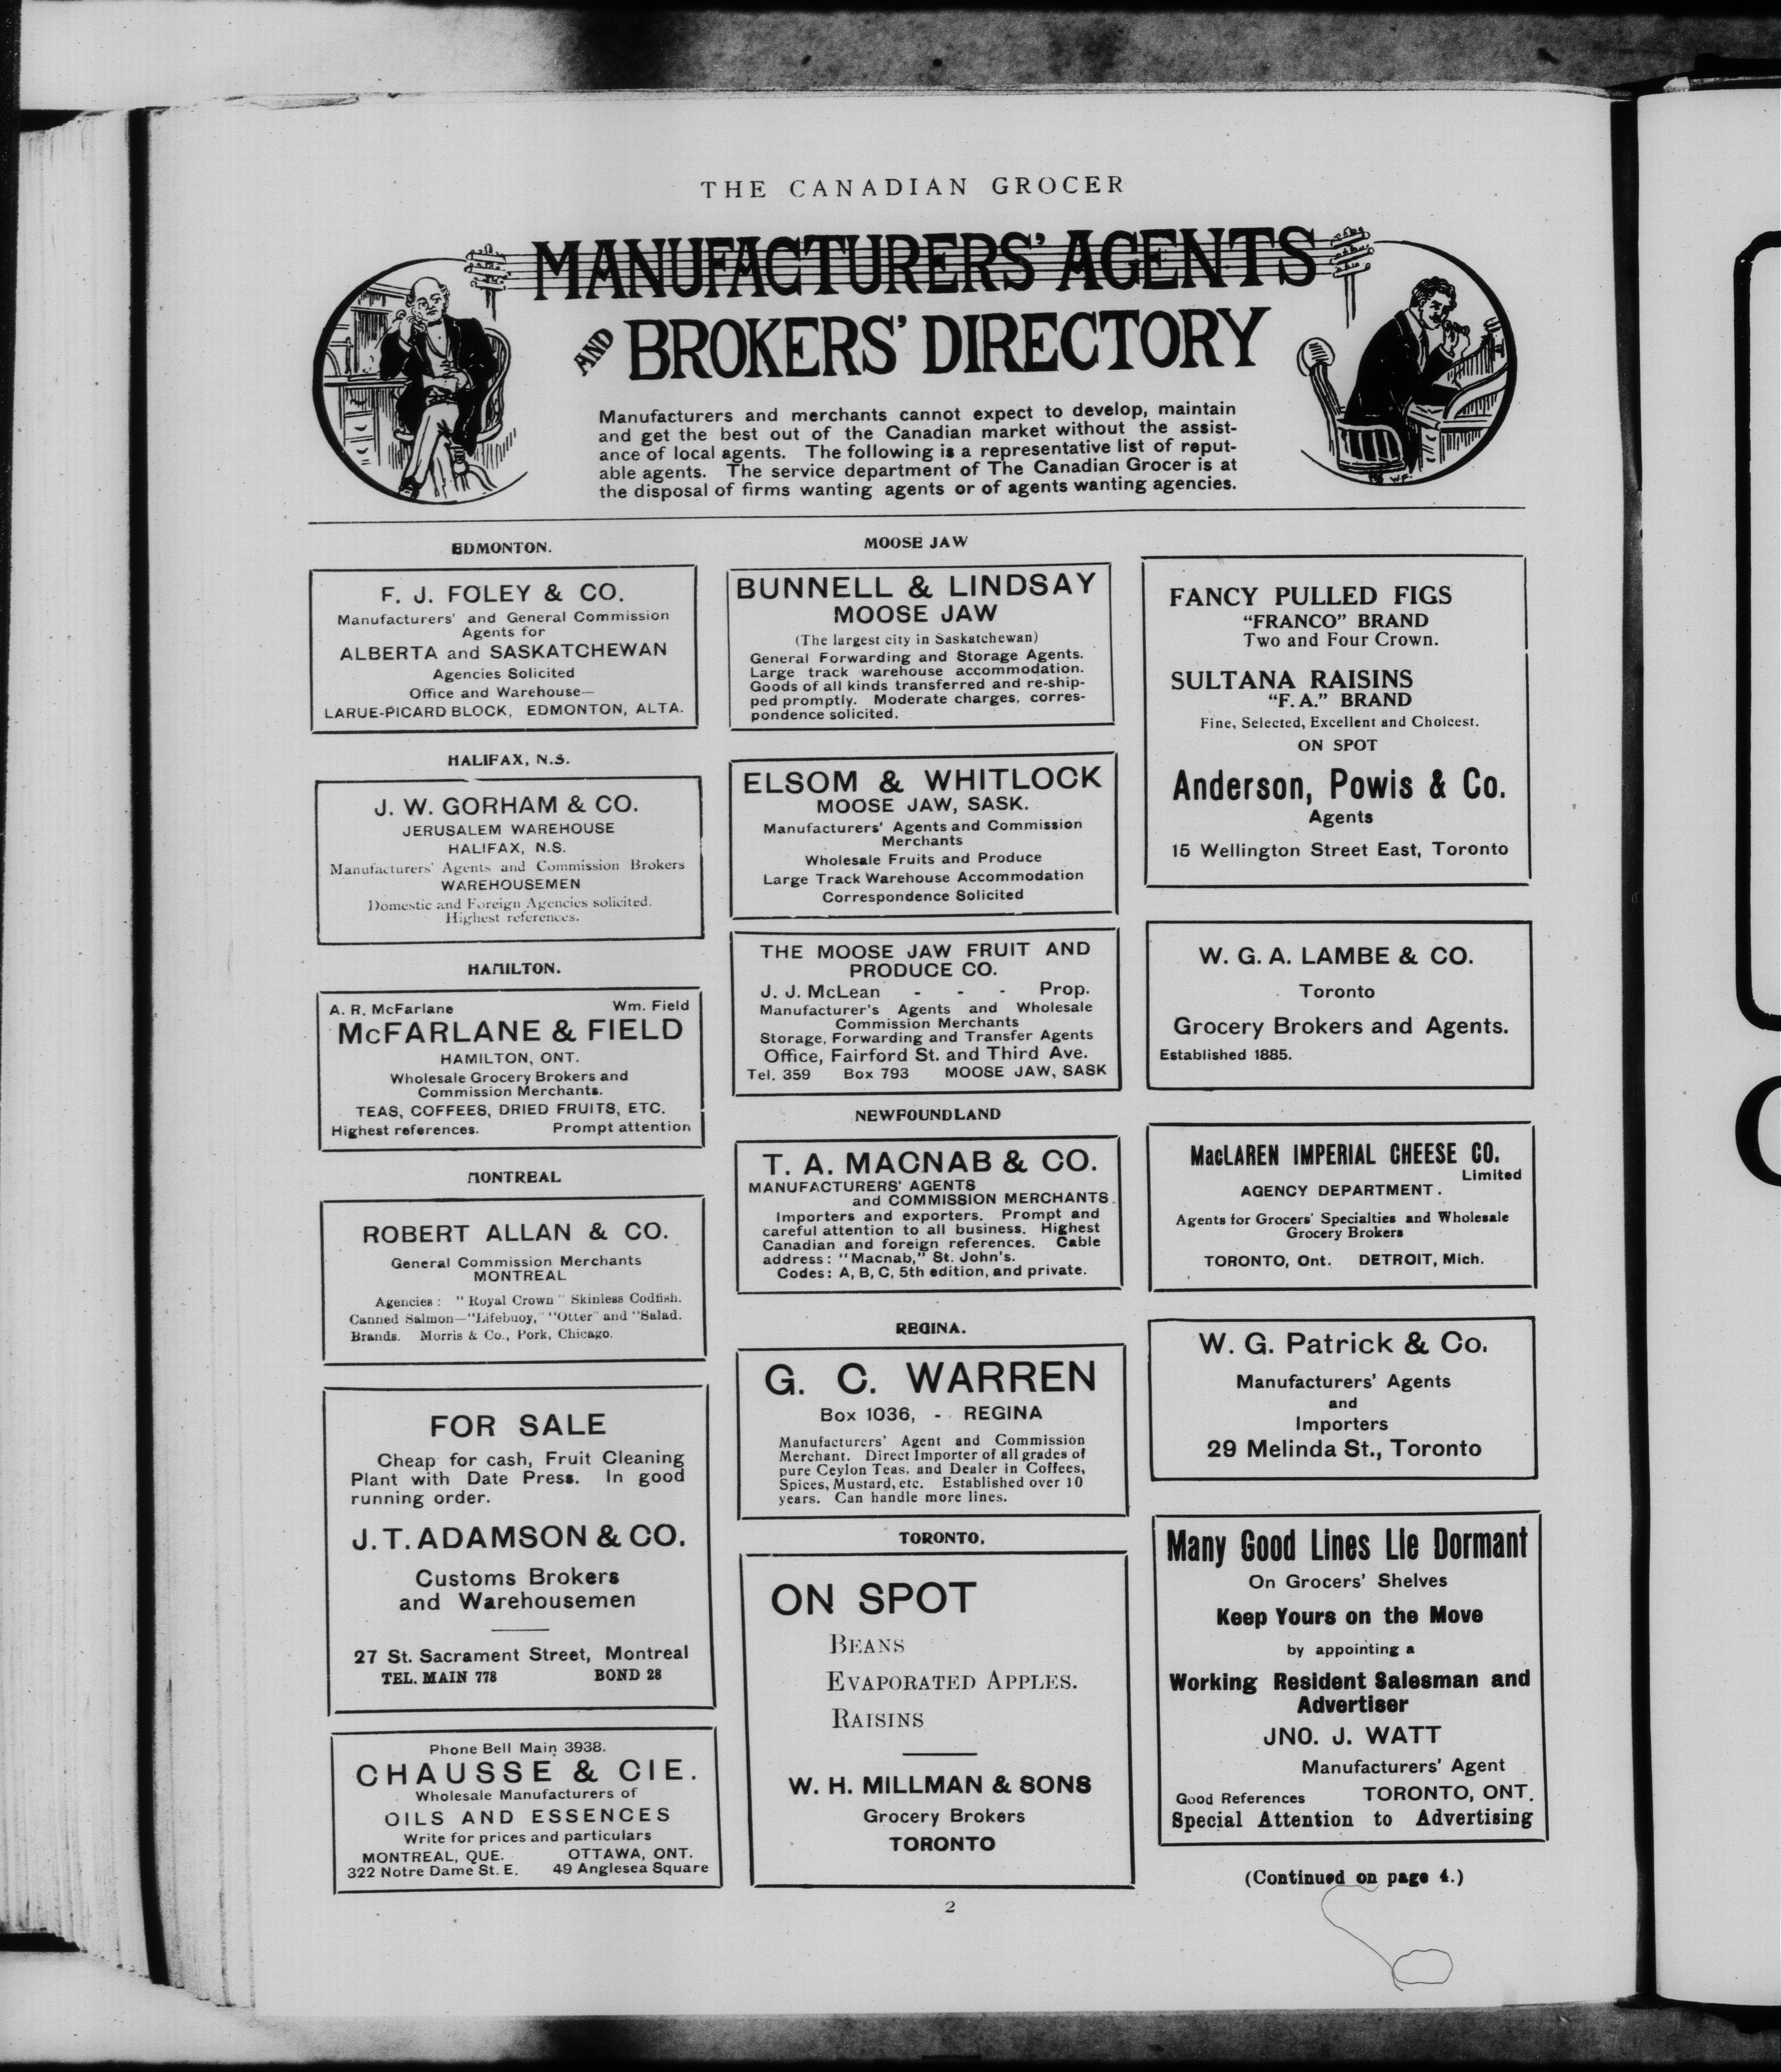 THE CANADIAN GROCER
MANUFACTURERS' AGENTS
AND BROKERS' DIRECTORY
Manufacturers and merchants cannot expect to develop, maintain
and get the best out of the Canadian market without the assist-
ance of local agents. The following is a representative list of reput-
able agents. The service department of The Canadian Grocer is at
the disposal of firms wanting agents or of agents wanting agencies.
EDMONTON.
F. J. FOLEY & CO.
Manufacturers' and General Commission
Agents for
ALBERTA and SASKATCHEWAN
Agencies Solicited
Office and Warehouse—
LARUE-PICARD BLOCK, EDMONTON, ALTA.
HALIFAX, N.S.
J. W. GORHAM & CO.
JERUSALEM WAREHOUSE
HALIFAX, N.S.
Manufacturers' Agents and Commission Brokers
WAREHOUSEMEN
Domestic and Foreign Agencies solicited.
Highest references.
HAMILTON.
A. R. McFarlane Wm. Field
McFARLANE & FIELD
HAMILTON, ONT.
Wholesale Grocery Brokers and
Commission Merchants.
TEAS, COFFEES, DRIED FRUITS, ETC.
Highest references. Prompt attention
MONTREAL
ROBERT ALLAN & CO.
General Commission Merchants
MONTREAL
Agencies: "Royal Crown" Skinless Codfish.
Canned Salmon—"Lifebuoy," "Otter" and "Salad.
Brands. Morris & Co., Pork, Chicago.
FOR SALE
Cheap for cash, Fruit Cleaning
Plant with Date Press. In good
running order.
J. T. ADAMSON & CO.
Customs Brokers
and Warehousemen
27 St. Sacrament Street, Montreal
TEL. MAIN 778 BOND 28
Phone Bell Main 3938.
CHAUSSE & CIE.
Wholesale Manufacturers of
OILS AND ESSENCES
Write for prices and particulars
MONTREAL, QUE. OTTAWA, ONT.
322 Notre Dame St. E. 49 Anglesea Square
MOOSE JAW
BUNNELL & LINDSAY
MOOSE JAW
(The largest city in Saskatchewan)
General Forwarding and Storage Agents.
Large track warehouse accommodation.
Goods of all kinds transferred and re-ship-
ped promptly. Moderate charges, corres-
pondence solicited.
ELSOM & WHITLOCK
MOOSE JAW, SASK.
Manufacturers' Agents and Commission
Merchants
Wholesale Fruits and Produce
Large Track Warehouse Accommodation
Correspondence Solicited
THE MOOSE JAW FRUIT AND
PRODUCE CO.
J. J. McLean - - - Prop.
Manufacturer's Agents and Wholesale
Commission Merchants
Storage, Forwarding and Transfer Agents
Office, Fairford St. and Third Ave.
Tel. 359 Box 793 MOOSE JAW, SASK
NEWFOUNDLAND
T. A. MACNAB & CO.
MANUFACTURERS' AGENTS
and COMMISSION MERCHANTS.
Importers and exporters. Prompt and
careful attention to all business. Highest
Canadian and foreign references. Cable
address: "Macnab," St. John's.
Codes: A, B, C, 5th edition, and private.
REGINA.
G. C. WARREN
Box 1036, - REGINA
Manufacturers' Agent and Commission
Merchant. Direct Importer of all grades of
pure Ceylon Teas, and Dealer in Coffees,
Spices, Mustard, etc. Established over 10
years. Can handle more lines.
TORONTO.
ON SPOT
BEANS
EVAPORATED APPLES.
RAISINS
W. H. MILLMAN & SONS
Grocery Brokers
TORONTO
FANCY PULLED FIGS
"FRANCO" BRAND
Two and Four Crown.
SULTANA RAISINS
"F. A." BRAND
Fine, Selected, Excellent and Choicest.
ON SPOT
Anderson, Powis & Co.
Agents
15 Wellington Street East, Toronto
W. G. A. LAMBE & CO.
Toronto
Grocery Brokers and Agents.
Established 1885.
MacLAREN IMPERIAL CHEESE CO.
Limited
AGENCY DEPARTMENT.
Agents for Grocers' Specialties and Wholesale
Grocery Brokers
TORONTO, Ont. DETROIT, Mich.
W. G. Patrick & Co.
Manufacturers' Agents
and
Importers
29 Melinda St., Toronto
Many Good Lines Lie Dormant
On Grocers' Shelves
Keep Yours on the Move
by appointing a
Working Resident Salesman and
Advertiser
JNO. J. WATT
Manufacturers' Agent
Good References TORONTO, ONT.
Special Attention to Advertising
(Continued on page 4.)
2